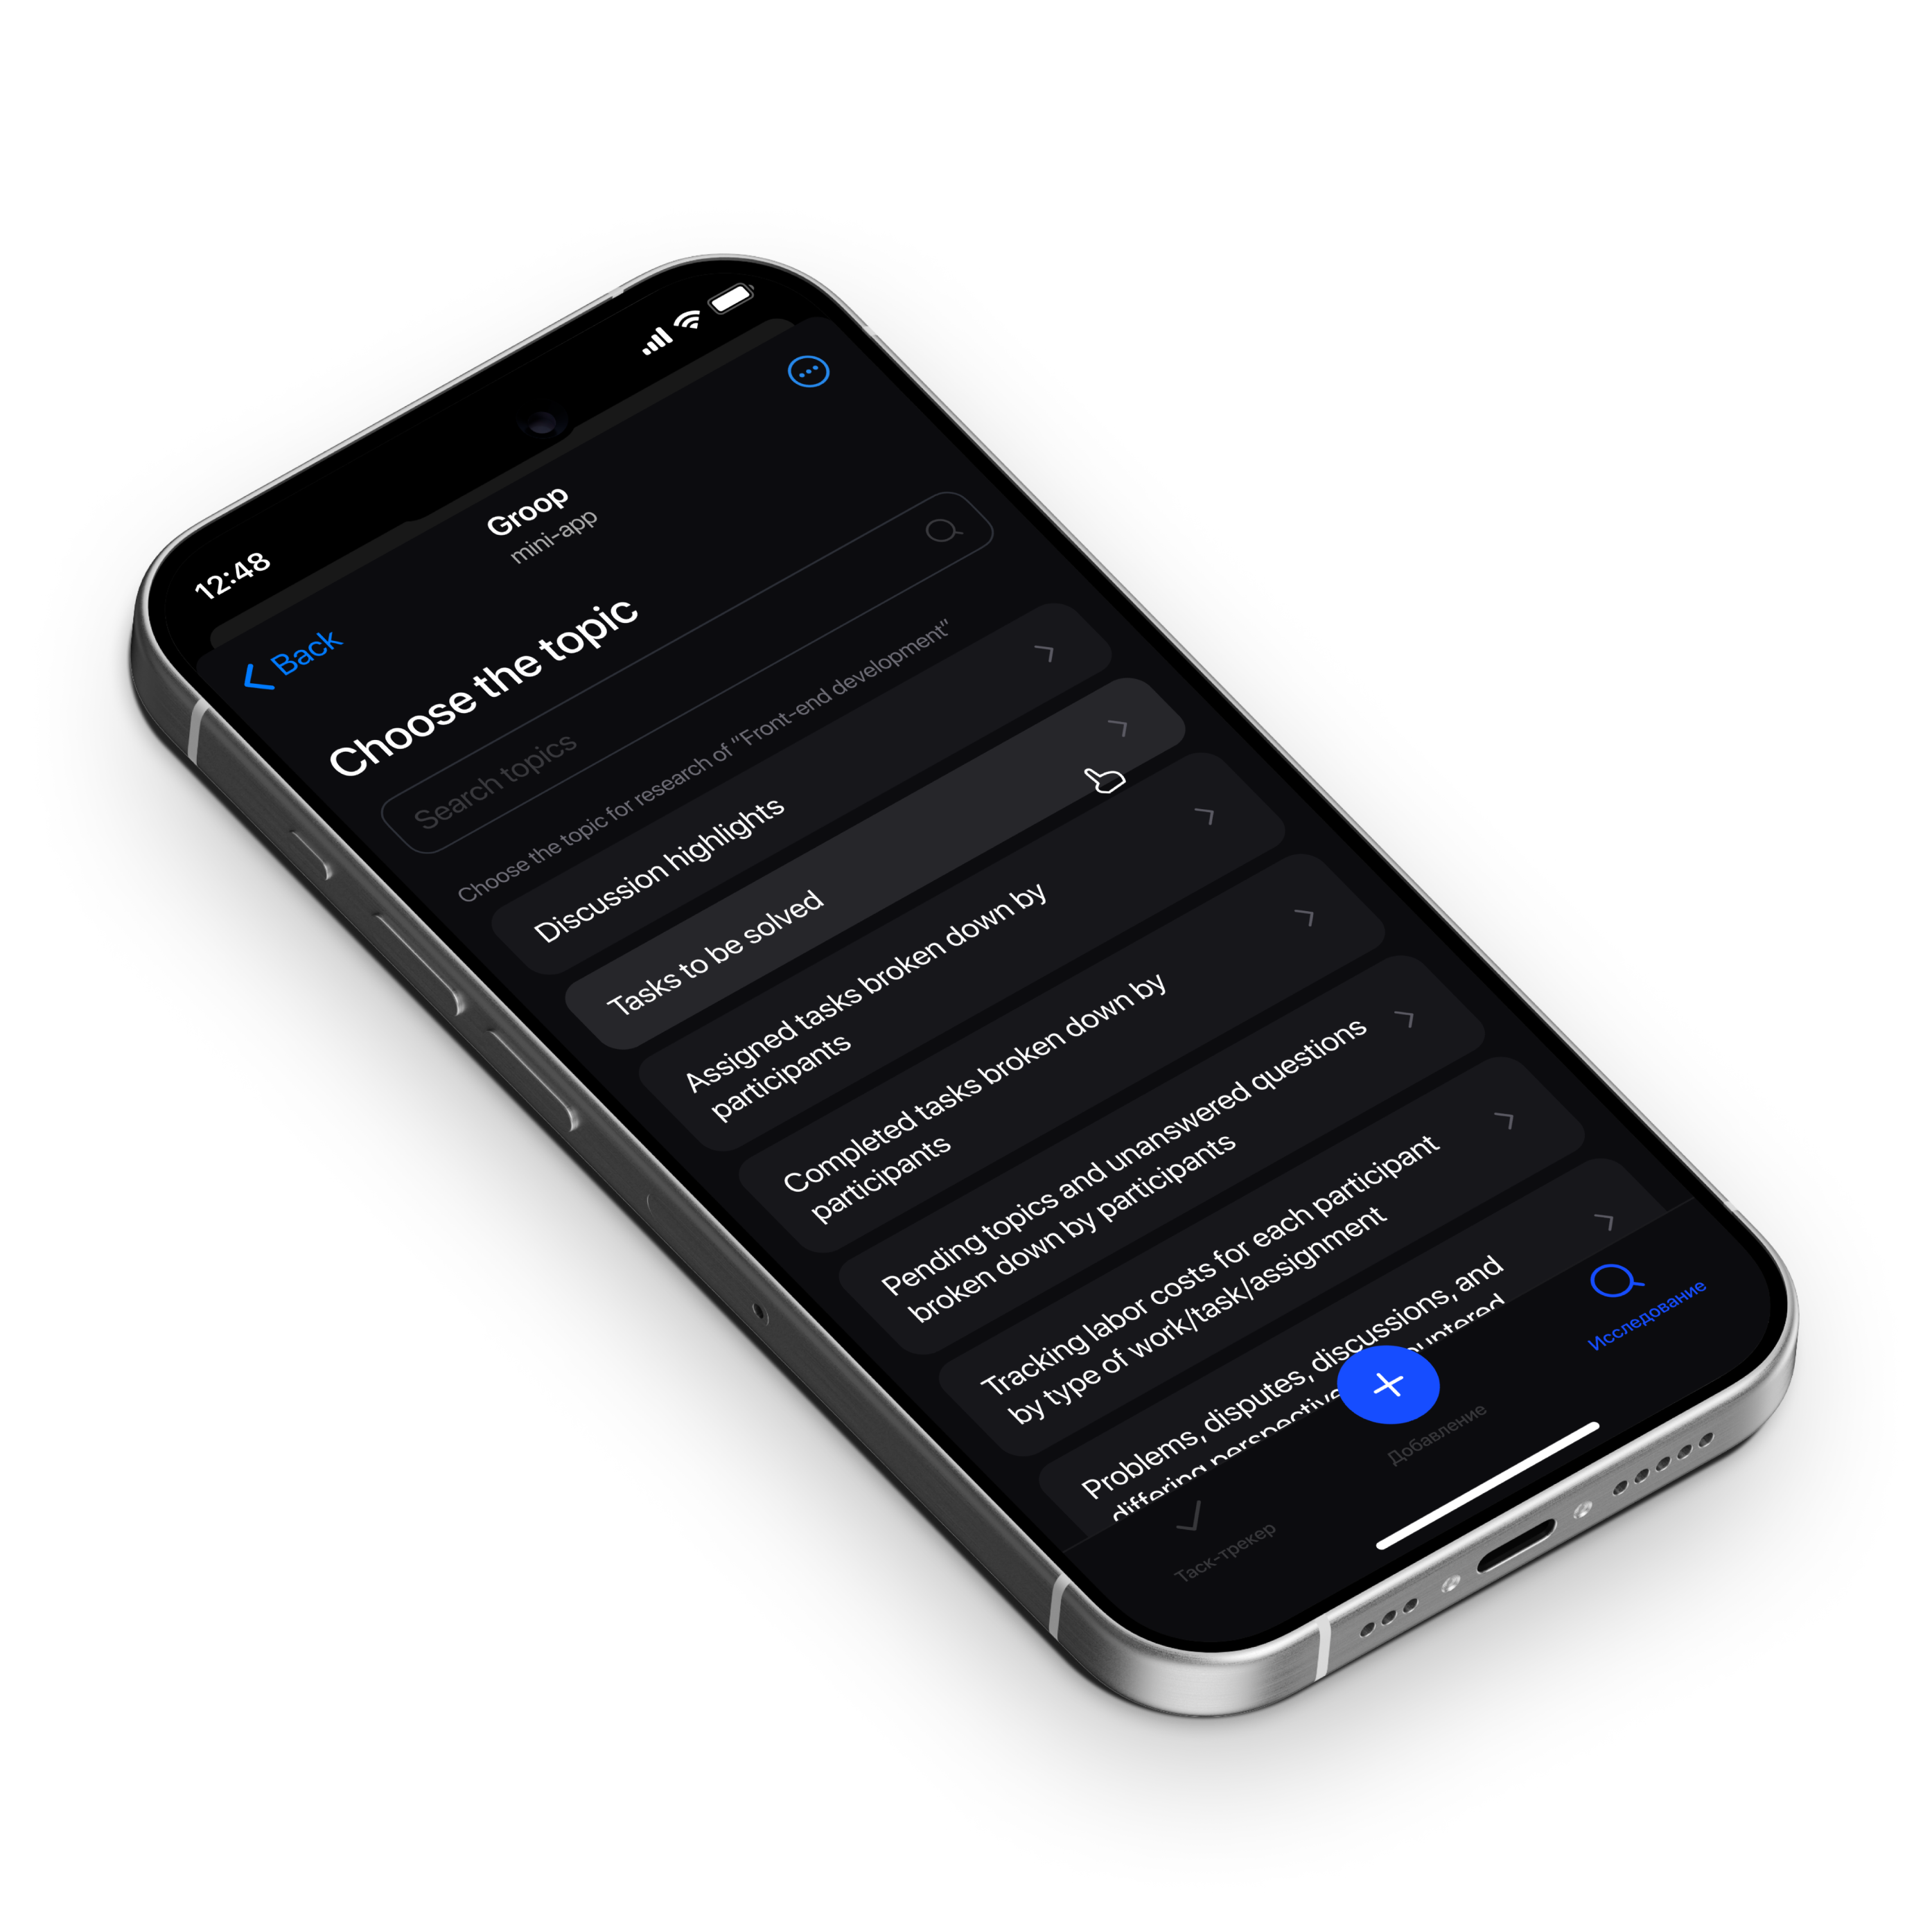 12:48
Back
Groop
mini-app
Choose the topic
Search topics
Choose the topic for research of “Front-end development”
Discussion highlights
Tasks to be solved
Assigned tasks broken down by
participants
Completed tasks broken down by
participants
Pending topics and unanswered questions
broken down by participants
Tracking labor costs for each participant
by type of work/task/assignment
Problems, disputes, discussions, and
differing
Таск-трекер
Добавление
Исследование